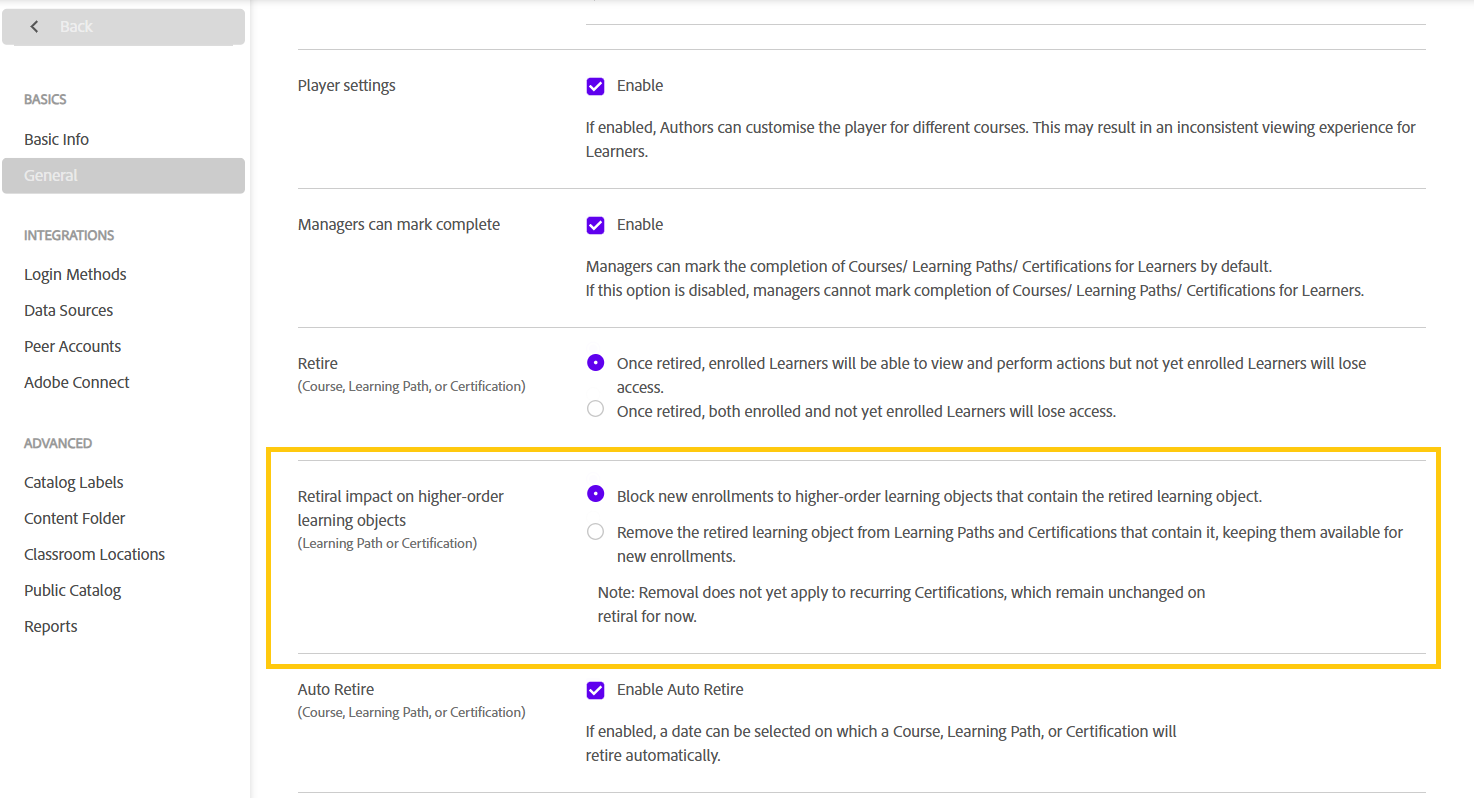 Back
BASICS
Basic Info
General
INTEGRATIONS
Login Methods
Data Sources
Peer Accounts
Adobe Connect
ADVANCED
Catalog Labels
Content Folder
Classroom Locations
Public Catalog
Reports
Player settings
Enable
If enabled, Authors can customise the player for different courses. This may result in an inconsistent viewing experience for
Learners.
Managers can mark complete
Enable
Managers can mark the completion of Courses/ Learning Paths/ Certifications for Learners by default.
If this option is disabled, managers cannot mark completion of Courses/ Learning Paths/ Certifications for Learners.
Retire
(Course, Learning Path, or Certification)
Once retired, enrolled Learners will be able to view and perform actions but not yet enrolled Learners will lose
access.
Once retired, both enrolled and not yet enrolled Learners will lose access.
Retiral impact on higher-order
learning objects
(Learning Path or Certification)
Block new enrollments to higher-order learning objects that contain the retired learning object.
Remove the retired learning object from Learning Paths and Certifications that contain it, keeping them available for
new enrollments.
Note: Removal does not yet apply to recurring Certifications, which remain unchanged on
retiral for now.
Auto Retire
(Course, Learning Path, or Certification)
Enable Auto Retire
If enabled, a date can be selected on which a Course, Learning Path, or Certification will
retire automatically.